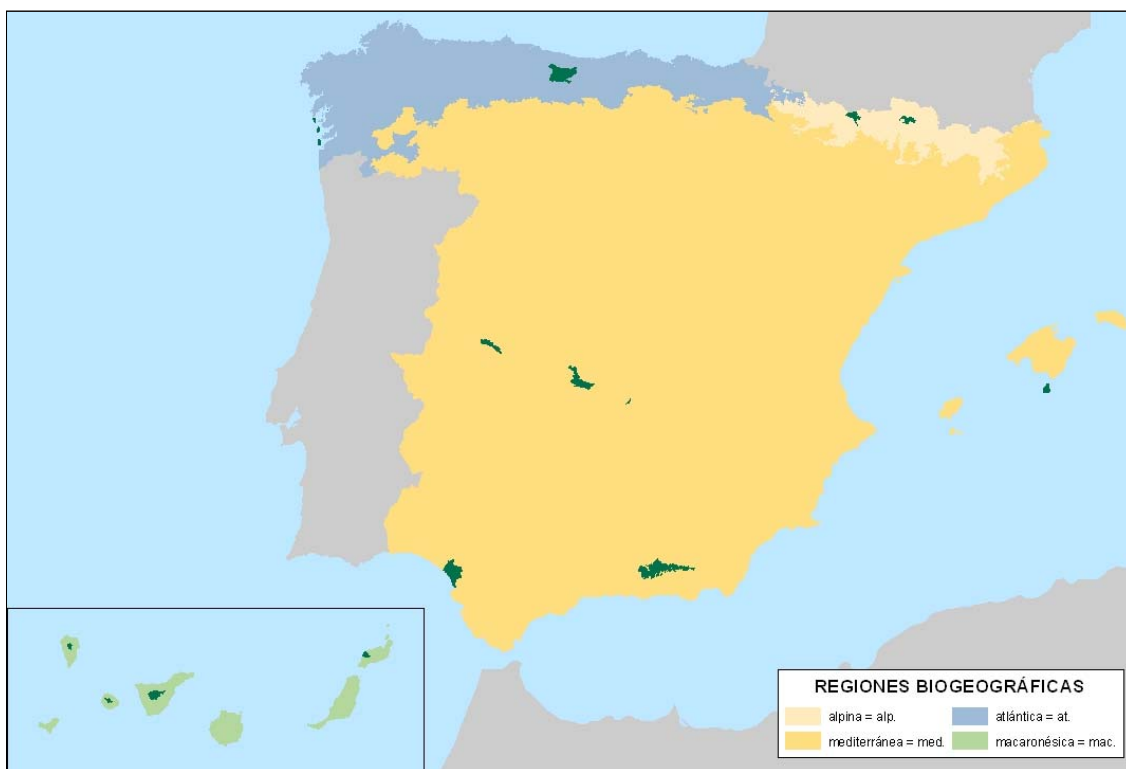 REGIONES BIOGEOGRÁFICAS
alpina = alp.
atlántica = at.
mediterránea = med.
macaronésica = mac.